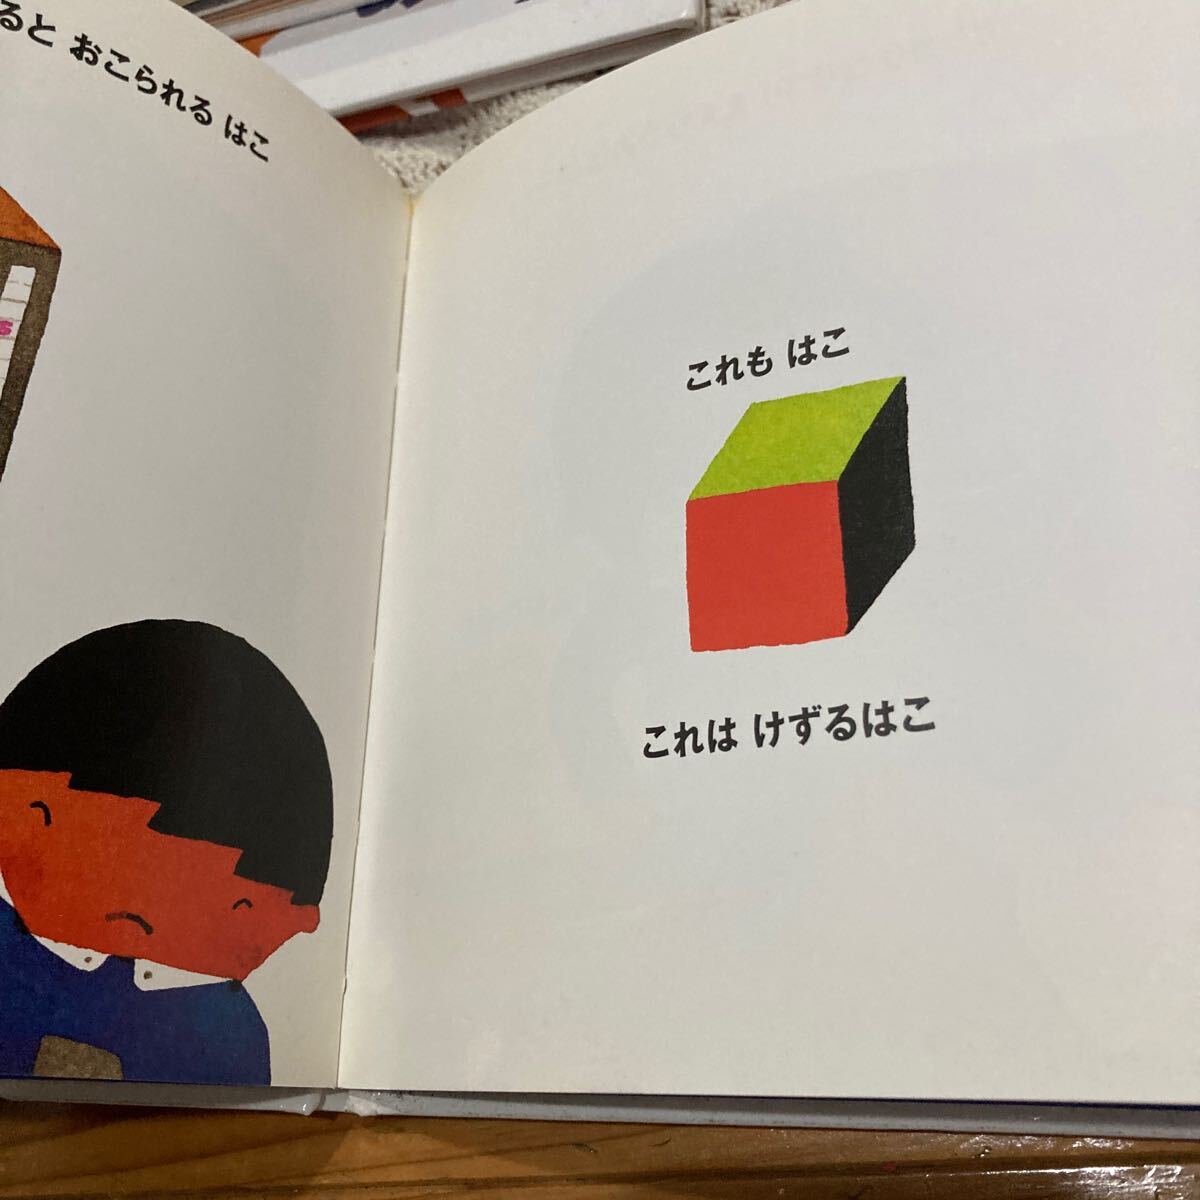 ると おこられる はこ
これも はこ
これは けずるはこ